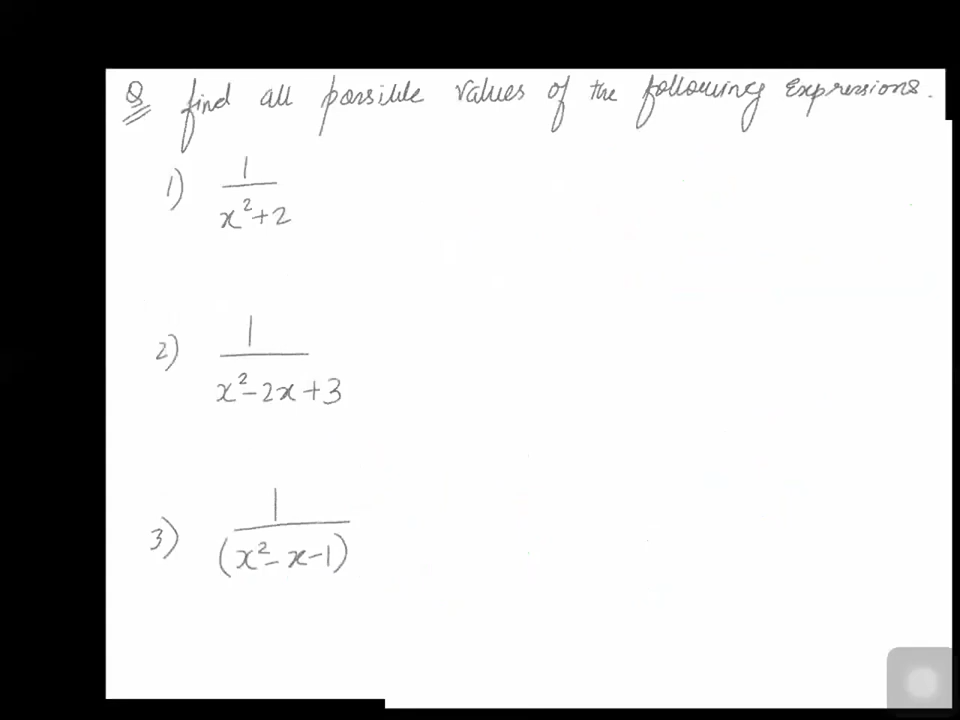 Q find all possible values of the following Expressions.
1) 1
x²+2
2) 1
x²-2x+3
3) 1
(x²-x-1)